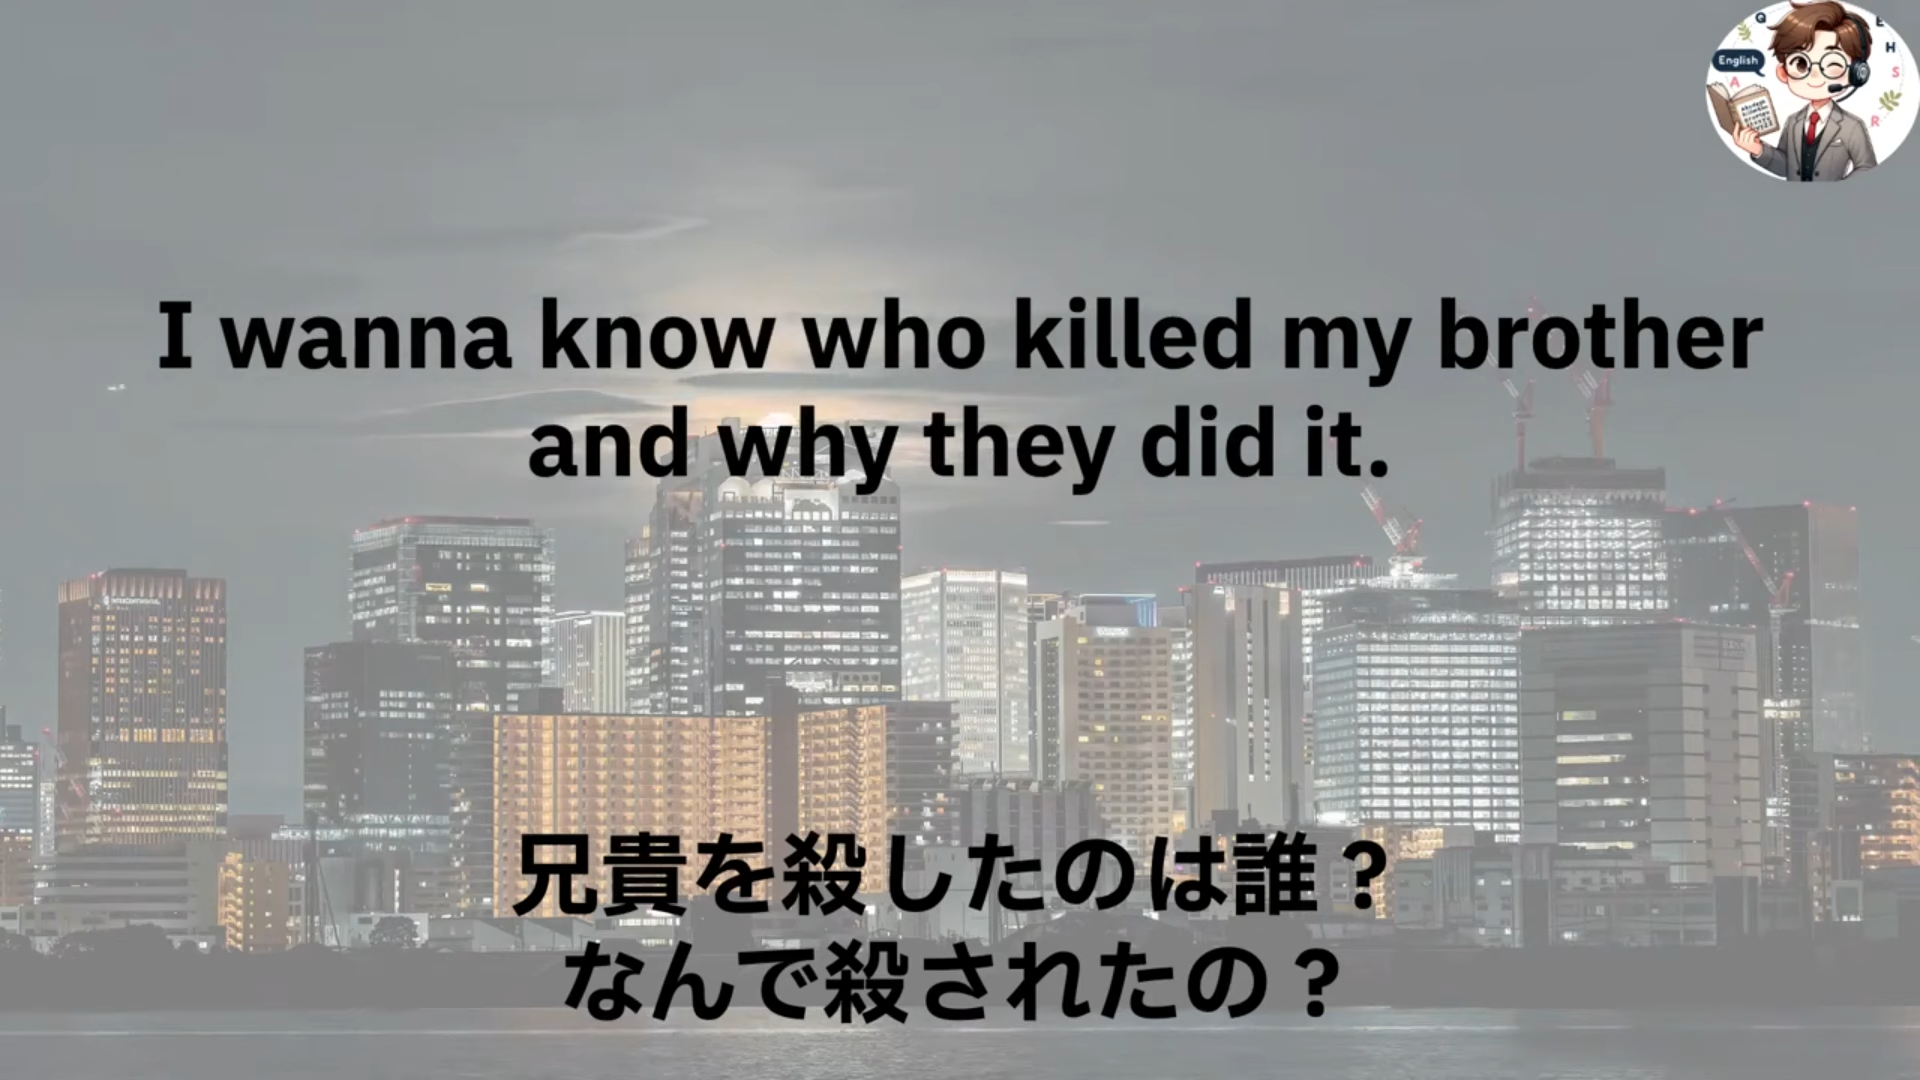 English
I wanna know who killed my brother
and why they did it.
兄貴を殺したのは誰？
なんで殺されたの？